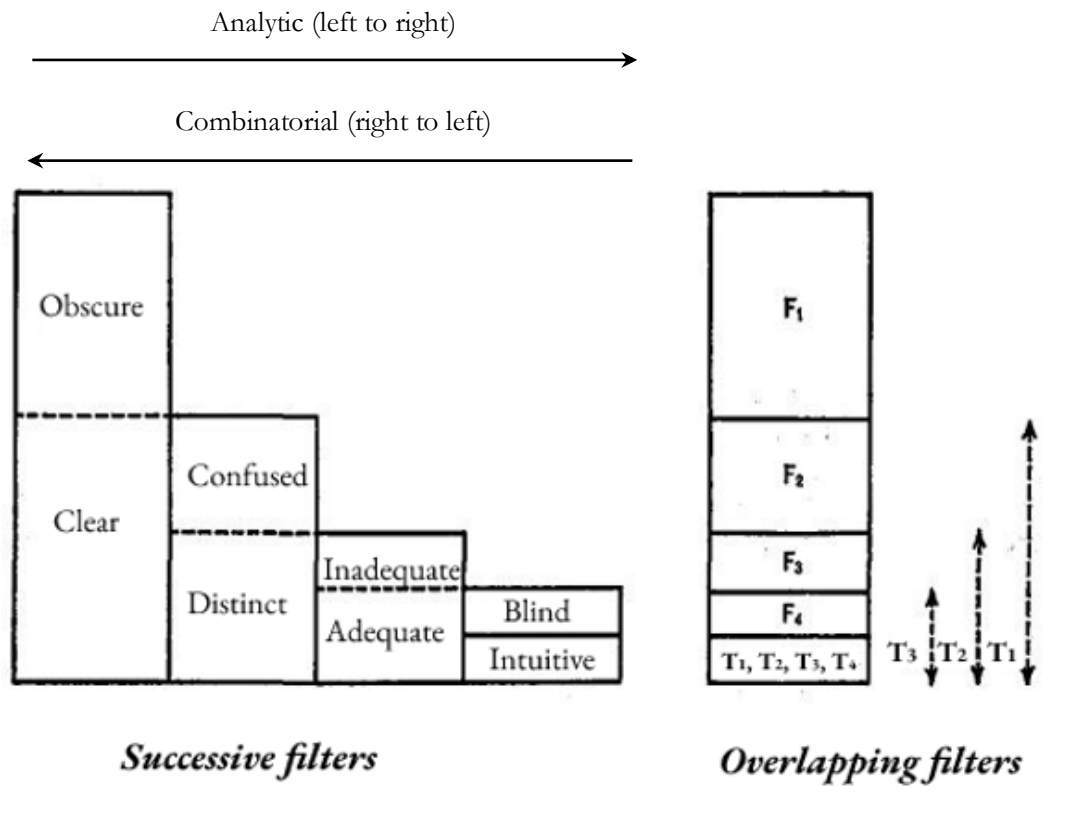 Analytic (left to right)
Combinatorial (right to left)
Obscure
Clear
Confused
Distinct
Inadequate
Adequate
Blind
Intuitive
Successive filters
F₁
F₂
F₃
F₄
T₁, T₂, T₃, T₄
T₃ T₂ T₁
Overlapping filters